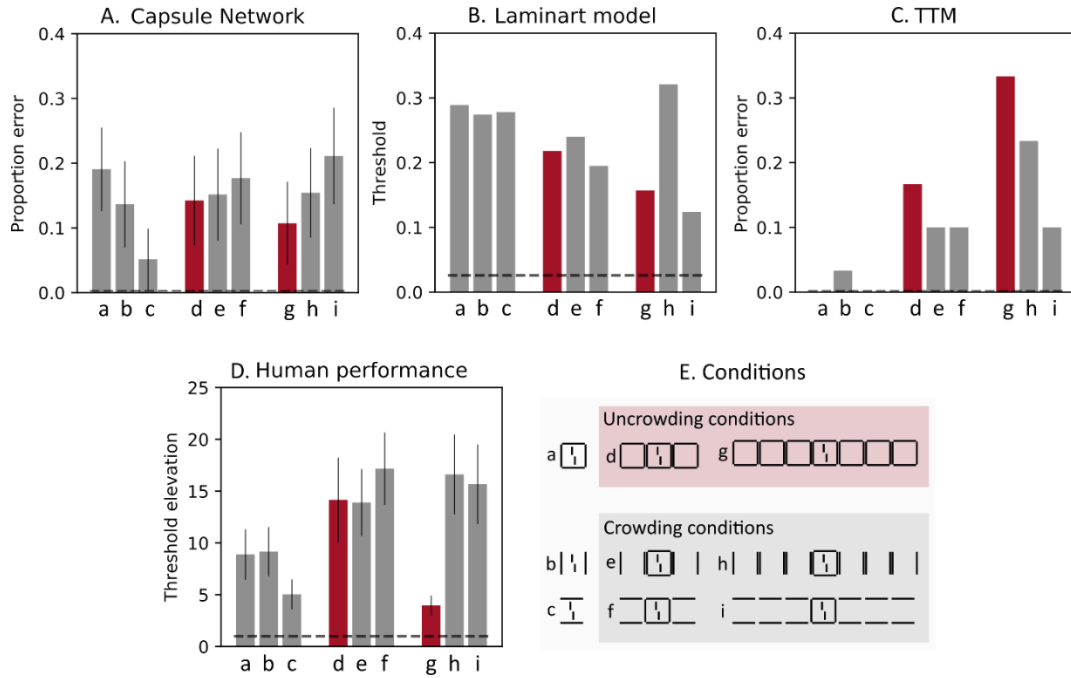 A. Capsule Network
Proportion error
0.4
0.3
0.2
0.1
0.0
a b c d e f g h i
B. Laminart model
Threshold
0.4
0.3
0.2
0.1
0.0
a b c d e f g h i
C. TTM
Proportion error
0.4
0.3
0.2
0.1
0.0
a b c d e f g h i
D. Human performance
Threshold elevation
25
20
15
10
5
0
a b c d e f g h i
E. Conditions
Uncrowding conditions
a d g
Crowding conditions
b e h
c f i